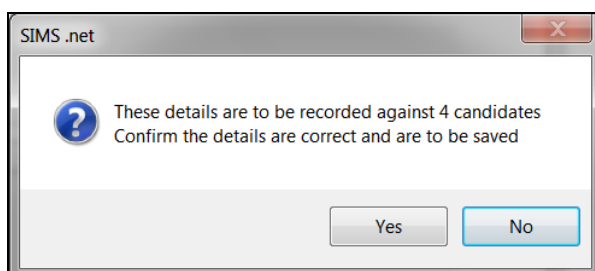 SIMS .net
These details are to be recorded against 4 candidates
Confirm the details are correct and are to be saved
Yes
No